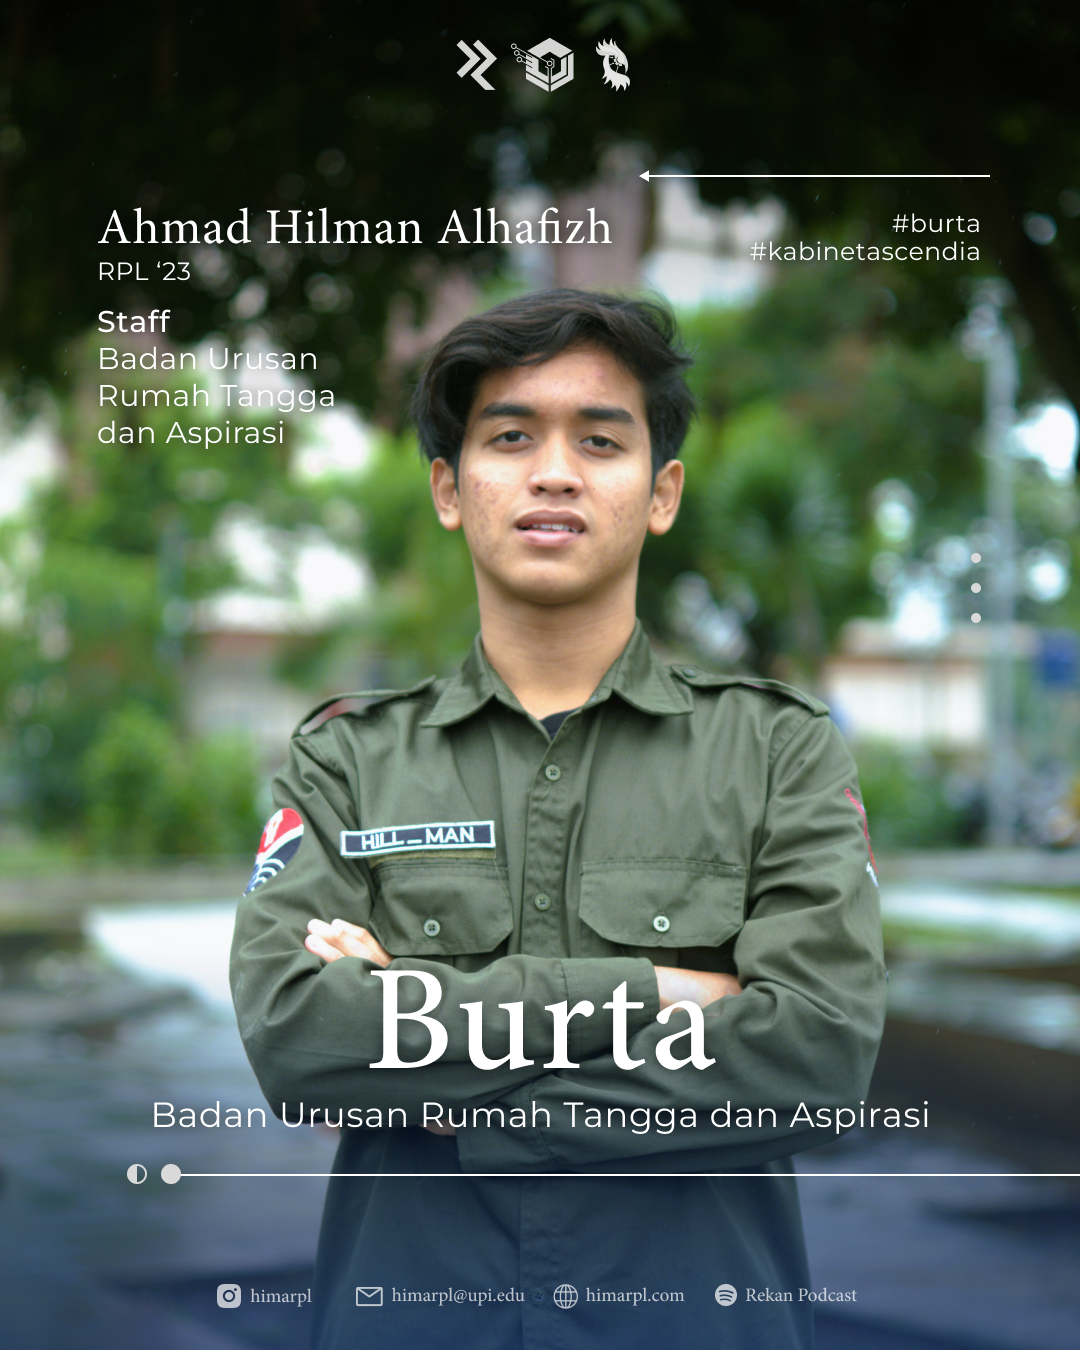 Ahmad Hilman Alhafizh
RPL ‘23
Staff
Badan Urusan
Rumah Tangga
dan Aspirasi
#burta
#kabinetascendia
HILL_MAN
Burta
Badan Urusan Rumah Tangga dan Aspirasi
himarpl
himarpl@upi.edu
himarpl.com
Rekan Podcast